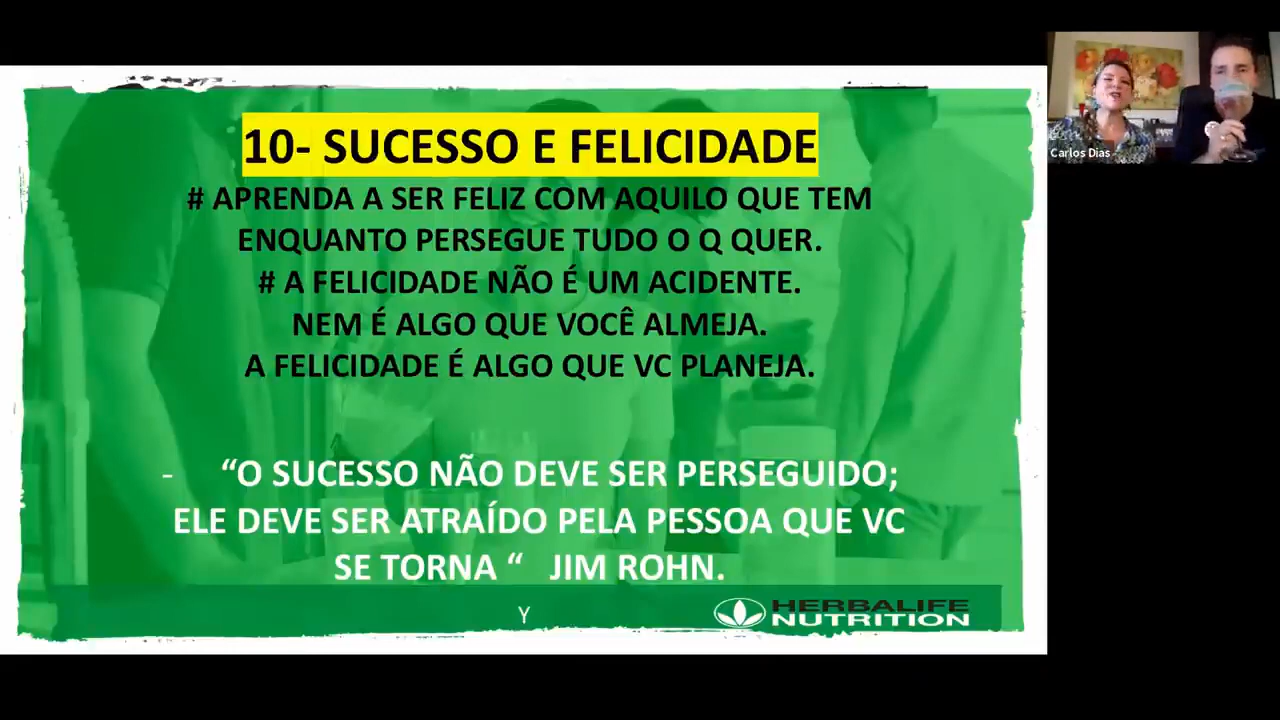 10- SUCESSO E FELICIDADE
# APRENDA A SER FELIZ COM AQUILO QUE TEM
ENQUANTO PERSEGUE TUDO O Q QUER.
# A FELICIDADE NÃO É UM ACIDENTE.
NEM É ALGO QUE VOCÊ ALMEJA.
A FELICIDADE É ALGO QUE VC PLANEJA.
- “O SUCESSO NÃO DEVE SER PERSEGUIDO;
ELE DEVE SER ATRAÍDO PELA PESSOA QUE VC
SE TORNA “ JIM ROHN.
Y
HERBALIFE
NUTRITION
Carlos Dias